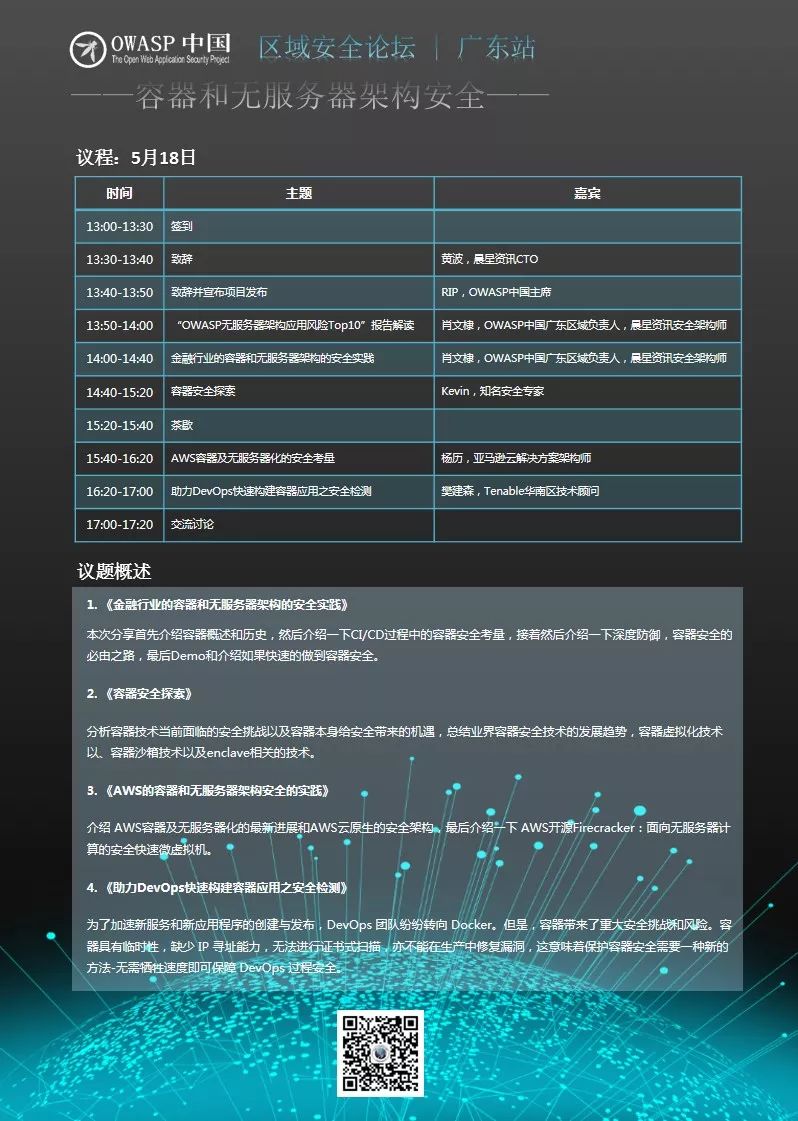 OWASP 中国 区域安全论坛 | 广东站
The Open Web Application Security Project
——容器和无服务器架构安全——
议程：5月18日
时间 主题 嘉宾
13:00-13:30 签到
13:30-13:40 致辞 黄波，晨星资讯CTO
13:40-13:50 致辞并宣布项目发布 RIP，OWASP中国主席
13:50-14:00 “OWASP无服务器架构应用风险Top10”报告解读 肖文棣，OWASP中国广东区域负责人，晨星资讯安全架构师
14:00-14:40 金融行业的容器和无服务器架构的安全实践 肖文棣，OWASP中国广东区域负责人，晨星资讯安全架构师
14:40-15:20 容器安全探索 Kevin，知名安全专家
15:20-15:40 茶歇
15:40-16:20 AWS容器及无服务器化的安全考量 杨历，亚马逊云解决方案架构师
16:20-17:00 助力DevOps快速构建容器应用之安全检测 樊建森，Tenable华南区技术顾问
17:00-17:20 交流讨论
议题概述
1. 《金融行业的容器和无服务器架构的安全实践》
本次分享首先介绍容器概述和历史，然后介绍一下CI/CD过程中的容器安全考量，接着然后介绍一下深度防御，容器安全的
必由之路，最后Demo和介绍如果快速的做到容器安全。
2. 《容器安全探索》
分析容器技术当前面临的安全挑战以及容器本身给安全带来的机遇，总结业界容器安全技术的发展趋势，容器虚拟化技术
以、容器沙箱技术以及enclave相关的技术。
3. 《AWS的容器和无服务器架构安全的实践》
介绍 AWS容器及无服务器化的最新进展和AWS云原生的安全架构。最后介绍一下 AWS开源Firecracker：面向无服务器计
算的安全快速微虚拟机。
4. 《助力DevOps快速构建容器应用之安全检测》
为了加速新服务和新应用程序的创建与发布，DevOps 团队纷纷转向 Docker。但是，容器带来了重大安全挑战和风险。容
器具有临时性，缺少 IP 寻址能力，无法进行证书式扫描，亦不能在生产中修复漏洞，这意味着保护容器安全需要一种新的
方法-无需牺牲速度即可保障 DevOps 过程安全。